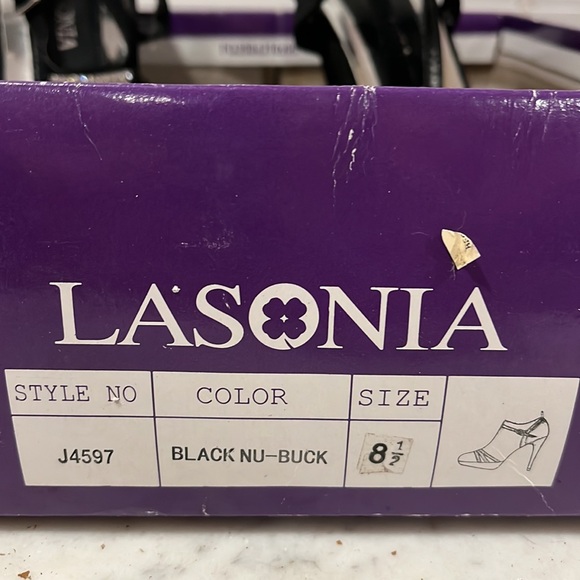 LASONIA
STYLE NO COLOR SIZE
J4597 BLACK NU-BUCK 8 1/2